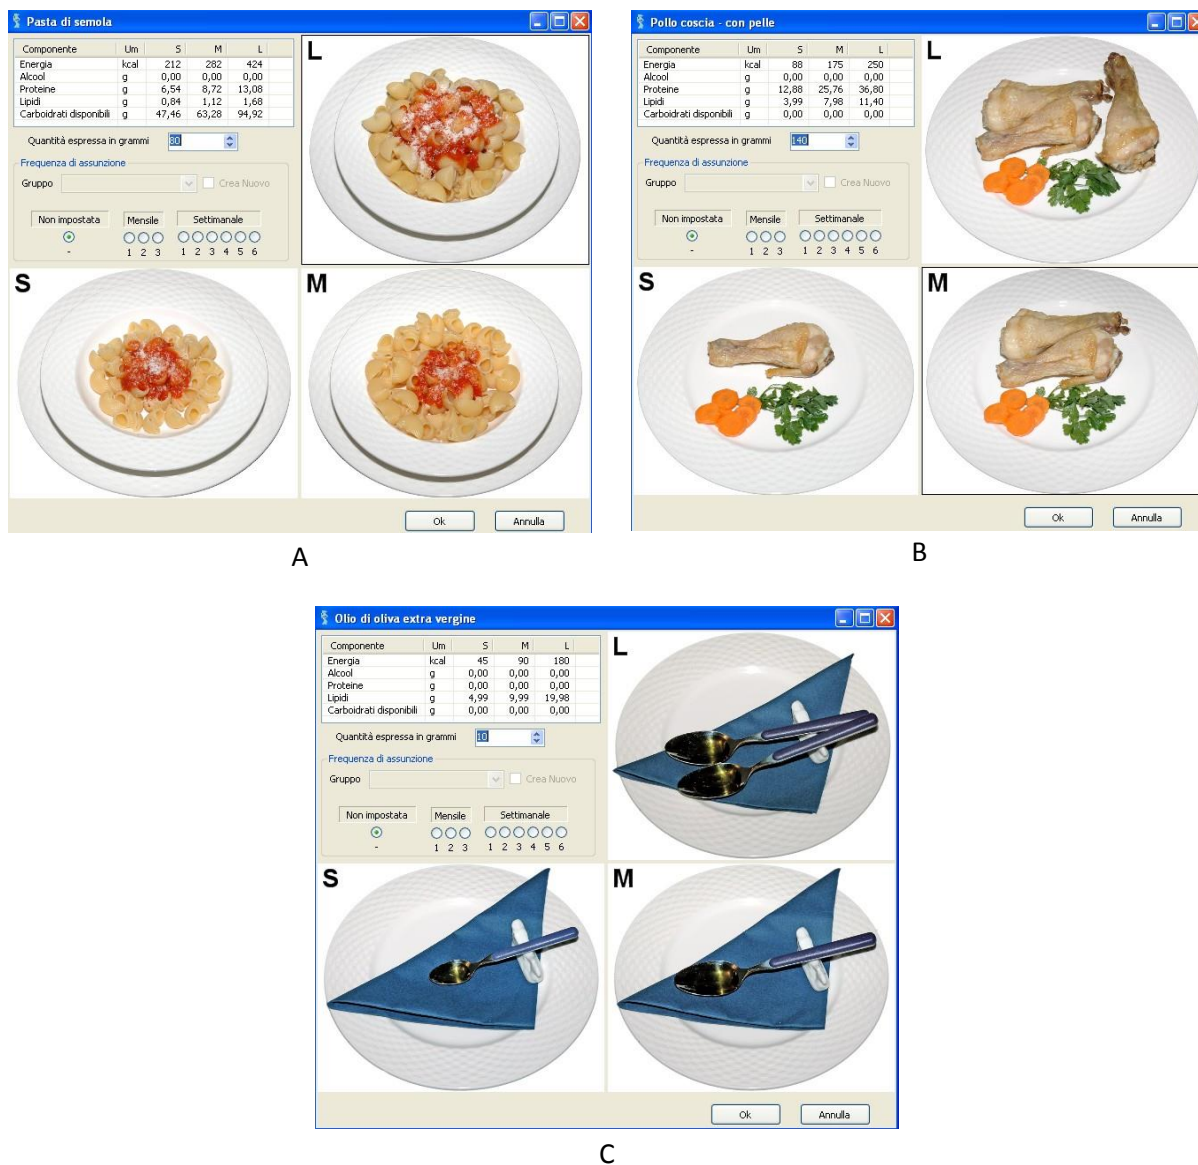 Pasta di semola
Componente Um S M L
Energia kcal 212 282 424
Alcool g 0,00 0,00 0,00
Proteine g 6,54 8,72 13,08
Lipidi g 0,84 1,12 1,68
Carboidrati disponibili g 47,46 63,28 94,92
Quantità espressa in grammi 80
Frequenza di assunzione
Gruppo Crea Nuovo
Non impostata Mensile Settimanale
- 1 2 3 1 2 3 4 5 6
L
S
M
Ok Annulla
A
Pollo coscia - con pelle
Componente Um S M L
Energia kcal 88 175 250
Alcool g 0,00 0,00 0,00
Proteine g 12,88 25,76 36,80
Lipidi g 3,99 7,98 11,40
Carboidrati disponibili g 0,00 0,00 0,00
Quantità espressa in grammi 140
Frequenza di assunzione
Gruppo Crea Nuovo
Non impostata Mensile Settimanale
- 1 2 3 1 2 3 4 5 6
L
S
M
Ok Annulla
B
Olio di oliva extra vergine
Componente Um S M L
Energia kcal 45 90 180
Alcool g 0,00 0,00 0,00
Proteine g 0,00 0,00 0,00
Lipidi g 4,99 9,99 19,98
Carboidrati disponibili g 0,00 0,00 0,00
Quantità espressa in grammi 10
Frequenza di assunzione
Gruppo Crea Nuovo
Non impostata Mensile Settimanale
- 1 2 3 1 2 3 4 5 6
L
S
M
Ok Annulla
C